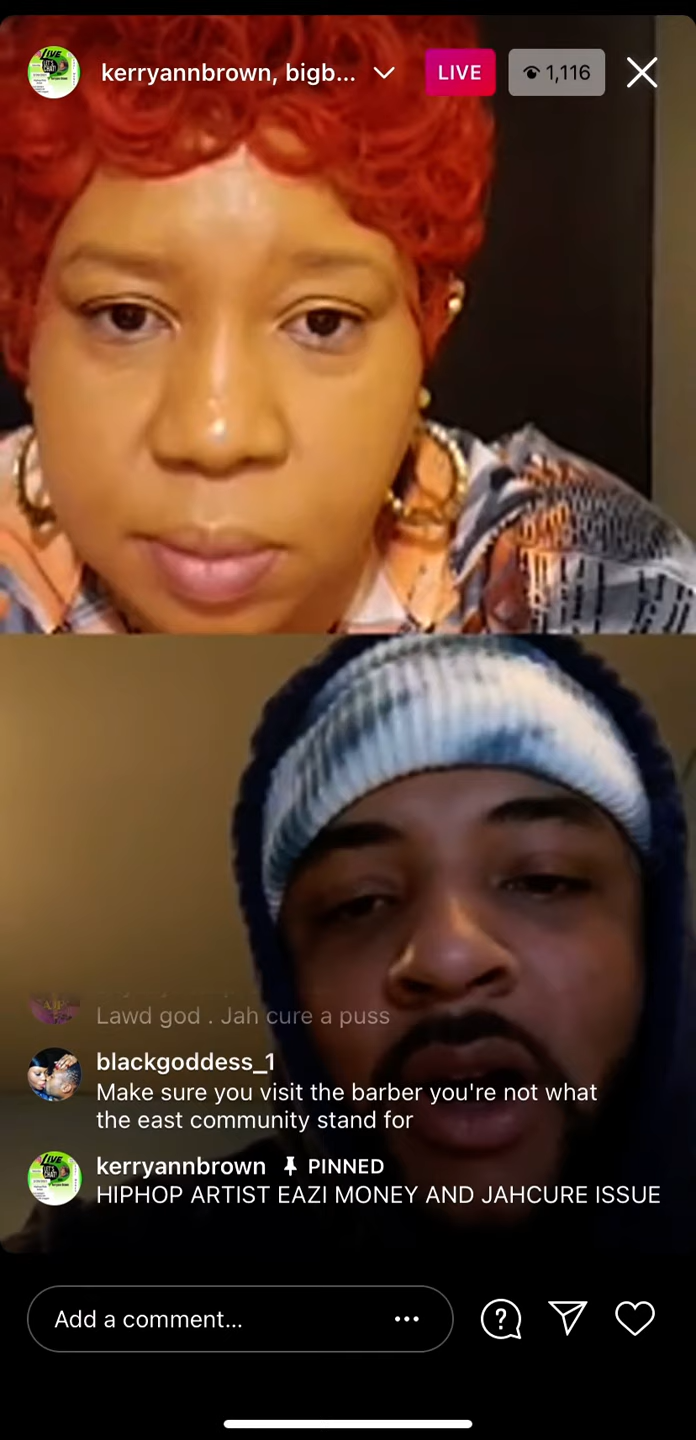 kerryannbrown, bigb...
LIVE
1,116
Lawd god . Jah cure a puss
blackgoddess_1
Make sure you visit the barber you're not what
the east community stand for
kerryannbrown PINNED
HIPHOP ARTIST EAZI MONEY AND JAHCURE ISSUE
Add a comment...